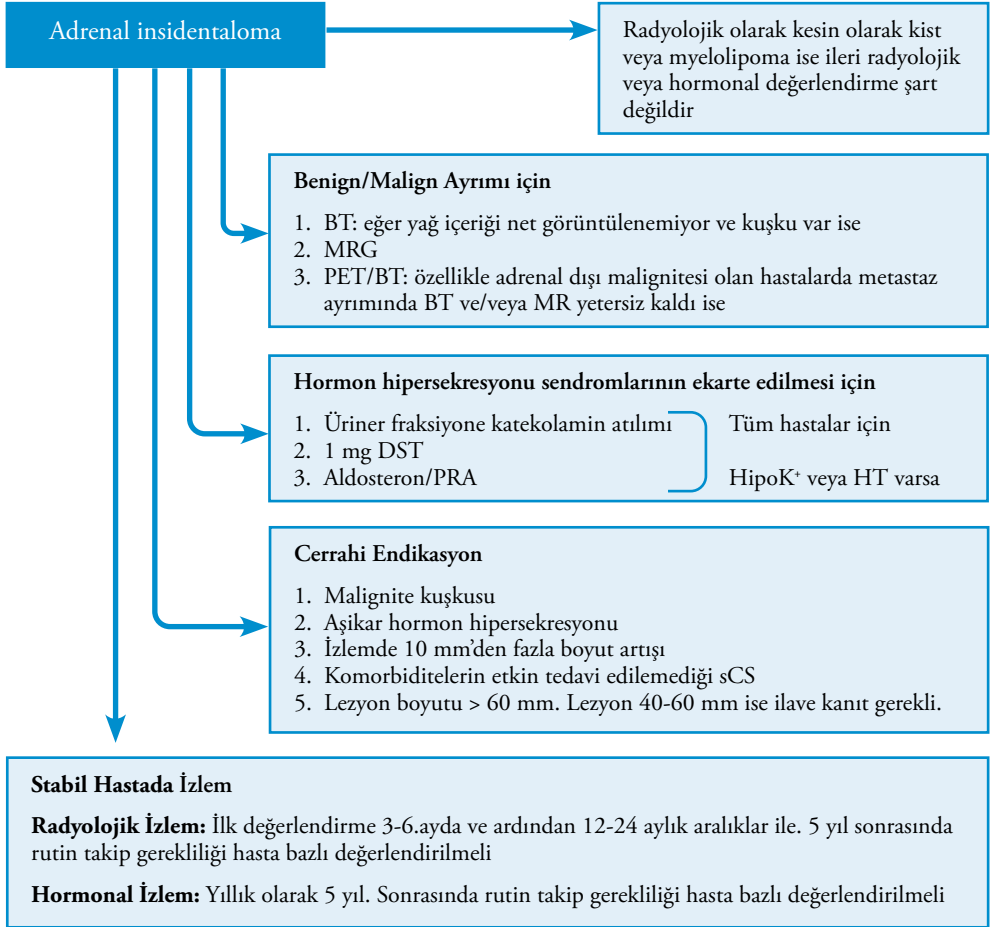 Adrenal insidentaloma
Radyolojik olarak kesin olarak kist
veya myelolipoma ise ileri radyolojik
veya hormonal değerlendirme şart
değildir
Benign/Malign Ayrımı için
1. BT: eğer yağ içeriği net görüntülenemiyor ve kuşku var ise
2. MRG
3. PET/BT: özellikle adrenal dışı malignitesi olan hastalarda metastaz
ayrımında BT ve/veya MR yetersiz kaldı ise
Hormon hipersekresyonu sendromlarının ekarte edilmesi için
1. Üriner fraksiyone katekolamin atılımı Tüm hastalar için
2. 1 mg DST
3. Aldosteron/PRA HipoK⁺ veya HT varsa
Cerrahi Endikasyon
1. Malignite kuşkusu
2. Aşikar hormon hipersekresyonu
3. İzlemde 10 mm’den fazla boyut artışı
4. Komorbiditelerin etkin tedavi edilemediği sCS
5. Lezyon boyutu > 60 mm. Lezyon 40-60 mm ise ilave kanıt gerekli.
Stabil Hastada İzlem
Radyolojik İzlem: İlk değerlendirme 3-6.ayda ve ardından 12-24 aylık aralıklar ile. 5 yıl sonrasında
rutin takip gerekliliği hasta bazlı değerlendirilmeli
Hormonal İzlem: Yıllık olarak 5 yıl. Sonrasında rutin takip gerekliliği hasta bazlı değerlendirilmeli